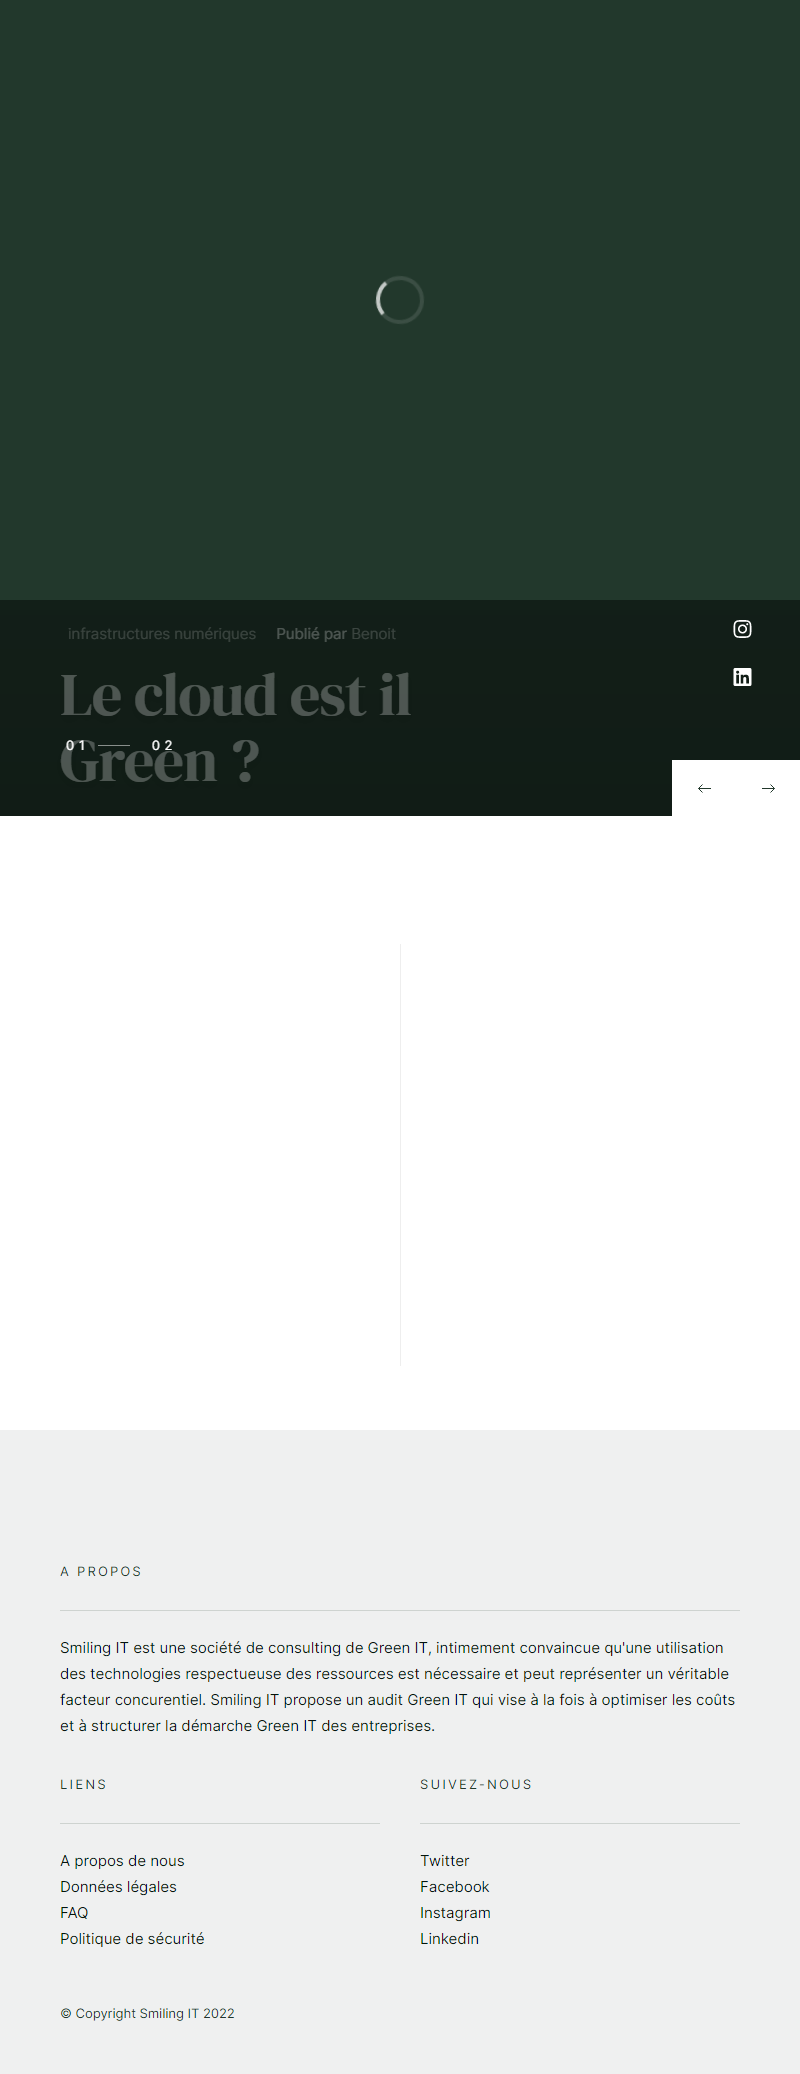 infrastructures numériques Publié par Benoit
Le cloud est il
Green ?
01 02
A PROPOS
Smiling IT est une société de consulting de Green IT, intimement convaincue qu'une utilisation
des technologies respectueuse des ressources est nécessaire et peut représenter un véritable
facteur concurentiel. Smiling IT propose un audit Green IT qui vise à la fois à optimiser les coûts
et à structurer la démarche Green IT des entreprises.
LIENS
A propos de nous
Données légales
FAQ
Politique de sécurité
SUIVEZ-NOUS
Twitter
Facebook
Instagram
Linkedin
© Copyright Smiling IT 2022